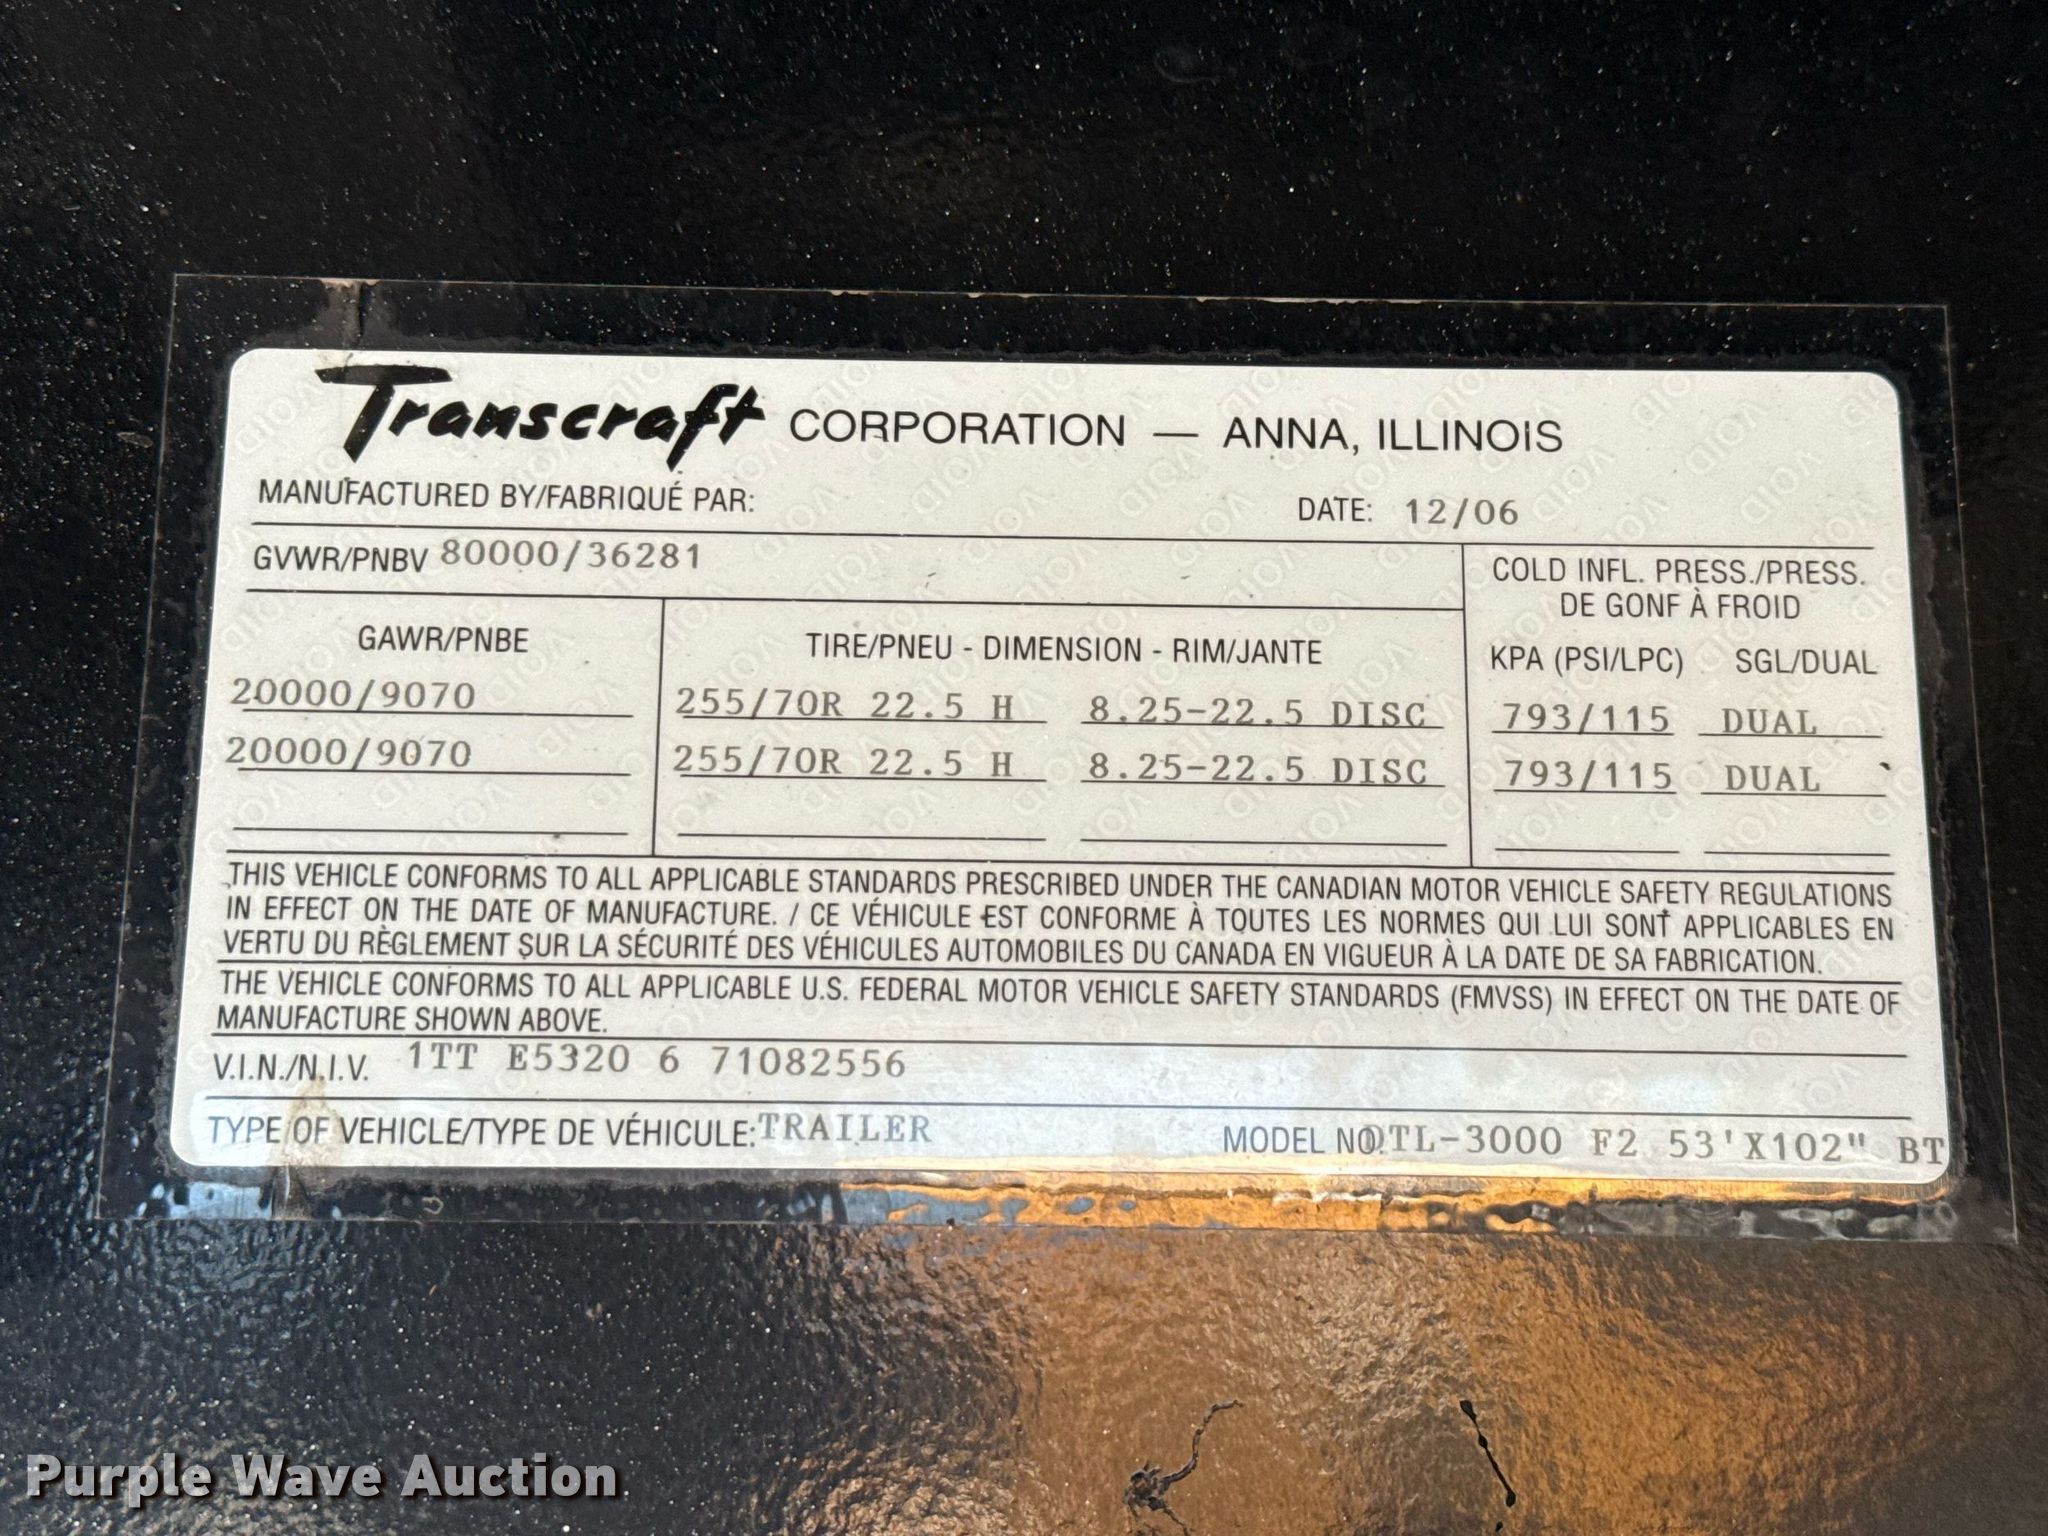 Transcraft CORPORATION — ANNA, ILLINOIS
MANUFACTURED BY/FABRIQUÉ PAR: DATE: 12/06
GVWR/PNBV 80000/36281
COLD INFL. PRESS./PRESS.
DE GONF À FROID
GAWR/PNBE TIRE/PNEU - DIMENSION - RIM/JANTE KPA (PSI/LPC) SGL/DUAL
20000/9070 255/70R 22.5 H 8.25-22.5 DISC 793/115 DUAL
20000/9070 255/70R 22.5 H 8.25-22.5 DISC 793/115 DUAL
THIS VEHICLE CONFORMS TO ALL APPLICABLE STANDARDS PRESCRIBED UNDER THE CANADIAN MOTOR VEHICLE SAFETY REGULATIONS
IN EFFECT ON THE DATE OF MANUFACTURE. / CE VÉHICULE EST CONFORME À TOUTES LES NORMES QUI LUI SONT APPLICABLES EN
VERTU DU RÈGLEMENT SUR LA SÉCURITÉ DES VÉHICULES AUTOMOBILES DU CANADA EN VIGUEUR À LA DATE DE SA FABRICATION.
THE VEHICLE CONFORMS TO ALL APPLICABLE U.S. FEDERAL MOTOR VEHICLE SAFETY STANDARDS (FMVSS) IN EFFECT ON THE DATE OF
MANUFACTURE SHOWN ABOVE.
V.I.N./N.I.V. 1TT E5320 6 71082556
TYPE OF VEHICLE/TYPE DE VÉHICULE: TRAILER MODEL NO. DTL-3000 F2 53'X102" BT
Purple Wave Auction